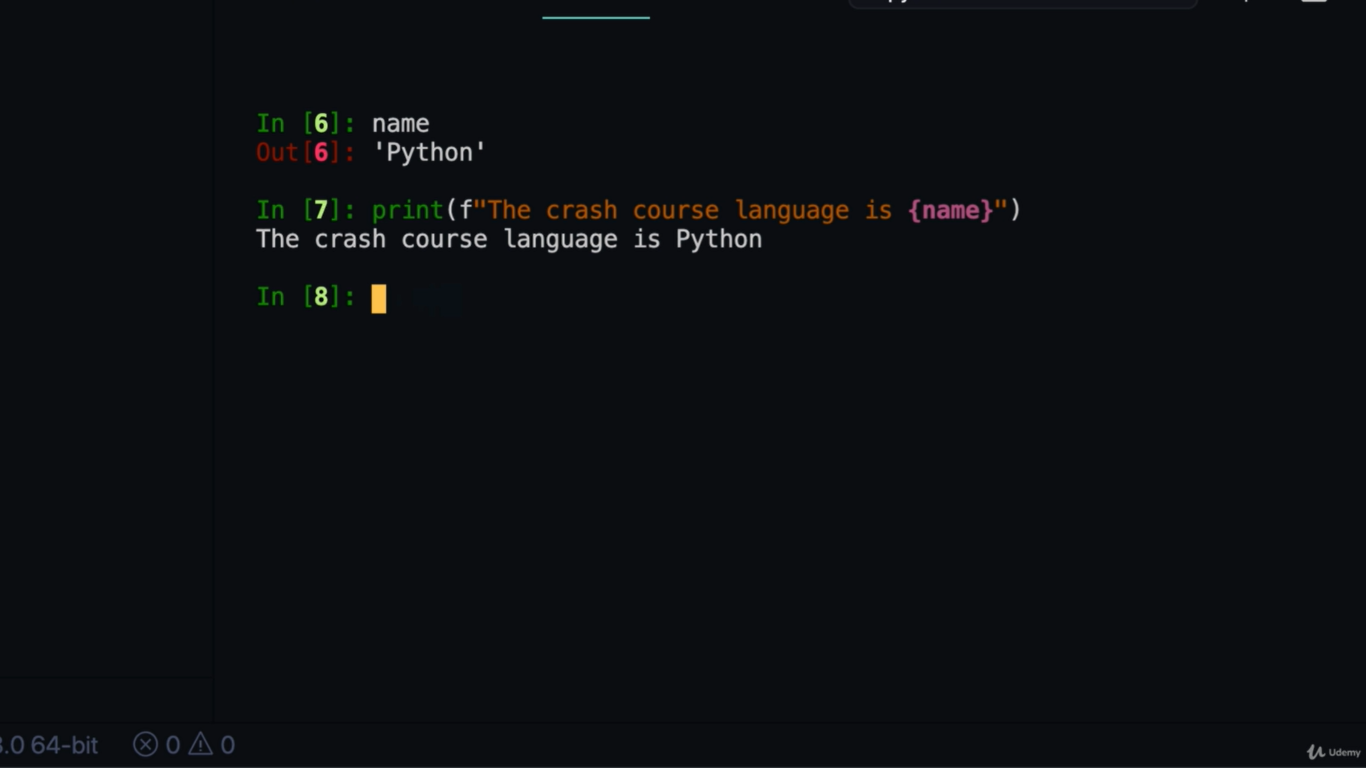 In [6]: name
Out[6]: 'Python'
In [7]: print(f"The crash course language is {name}")
The crash course language is Python
In [8]:
.0 64-bit 0 0
Udemy